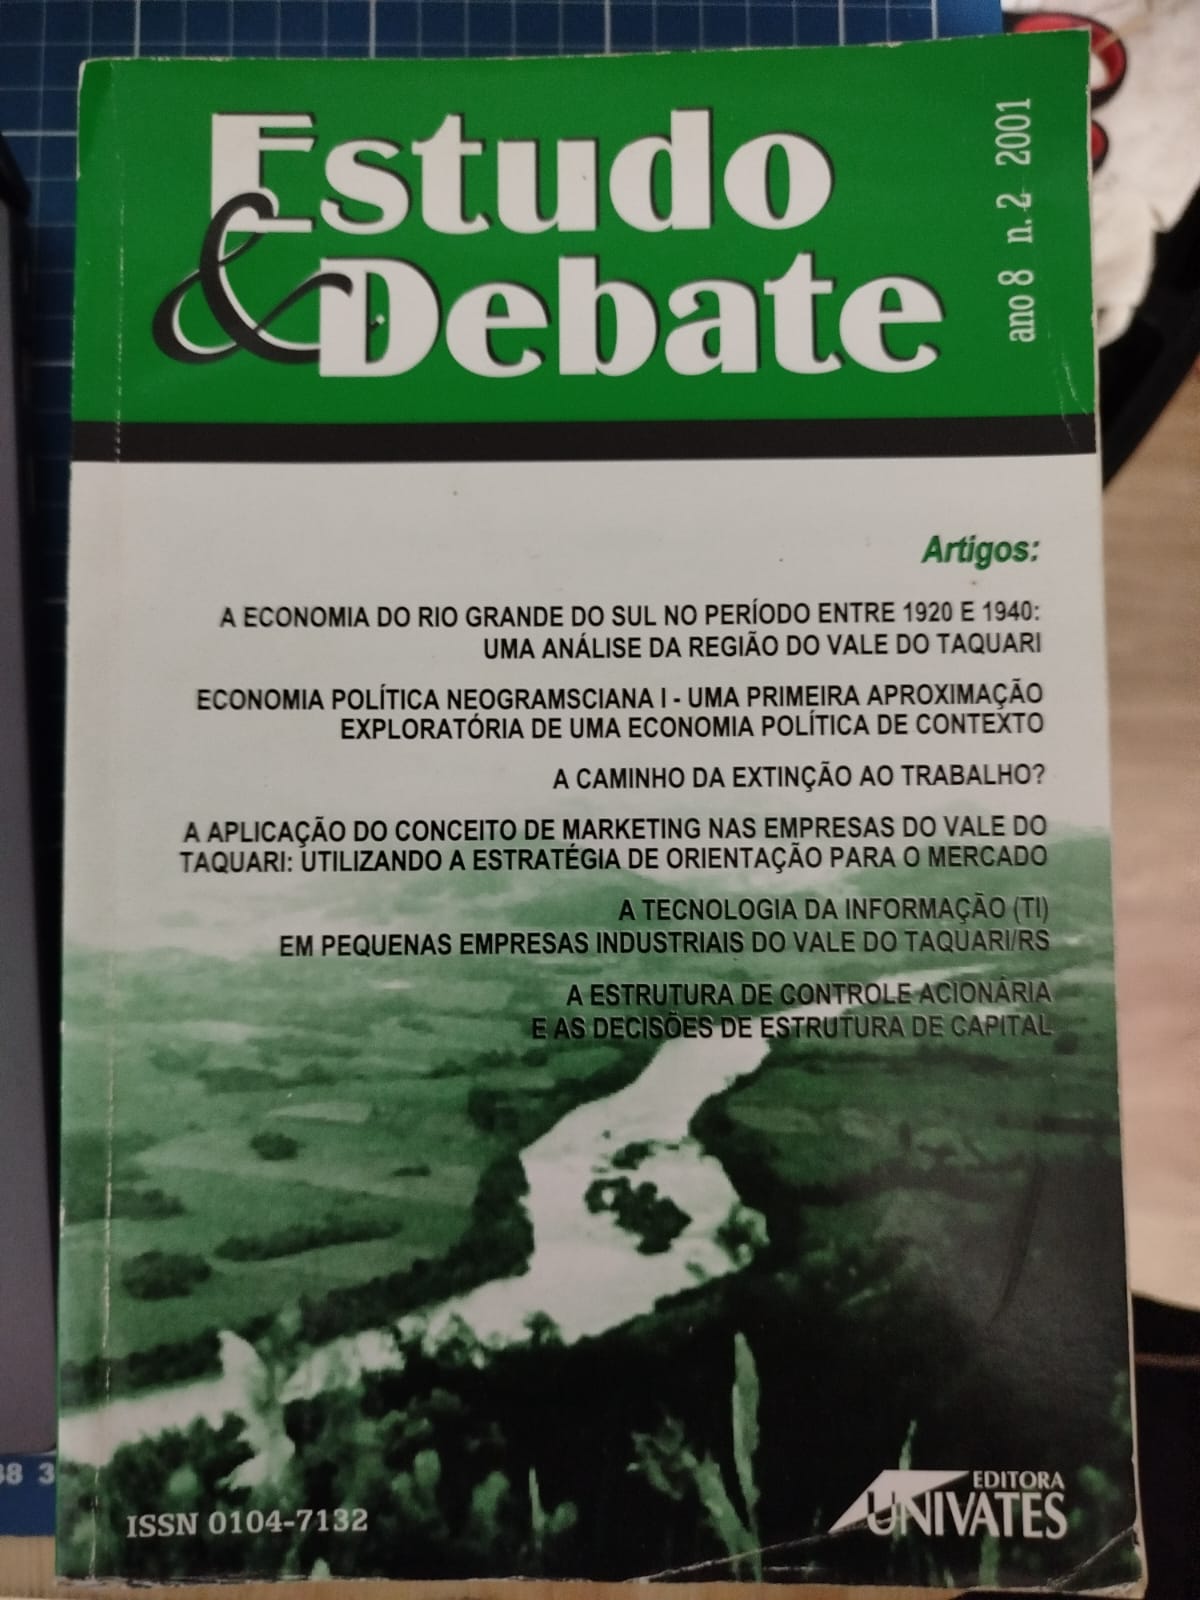 Estudo
& Debate
ano 8 n. 2 2001
Artigos:
A ECONOMIA DO RIO GRANDE DO SUL NO PERÍODO ENTRE 1920 E 1940:
UMA ANÁLISE DA REGIÃO DO VALE DO TAQUARI
ECONOMIA POLÍTICA NEOGRAMSCIANA I - UMA PRIMEIRA APROXIMAÇÃO
EXPLORATÓRIA DE UMA ECONOMIA POLÍTICA DE CONTEXTO
A CAMINHO DA EXTINÇÃO AO TRABALHO?
A APLICAÇÃO DO CONCEITO DE MARKETING NAS EMPRESAS DO VALE DO
TAQUARI: UTILIZANDO A ESTRATÉGIA DE ORIENTAÇÃO PARA O MERCADO
A TECNOLOGIA DA INFORMAÇÃO (TI)
EM PEQUENAS EMPRESAS INDUSTRIAIS DO VALE DO TAQUARI/RS
A ESTRUTURA DE CONTROLE ACIONÁRIA
E AS DECISÕES DE ESTRUTURA DE CAPITAL
ISSN 0104-7132
EDITORA
UNIVATES